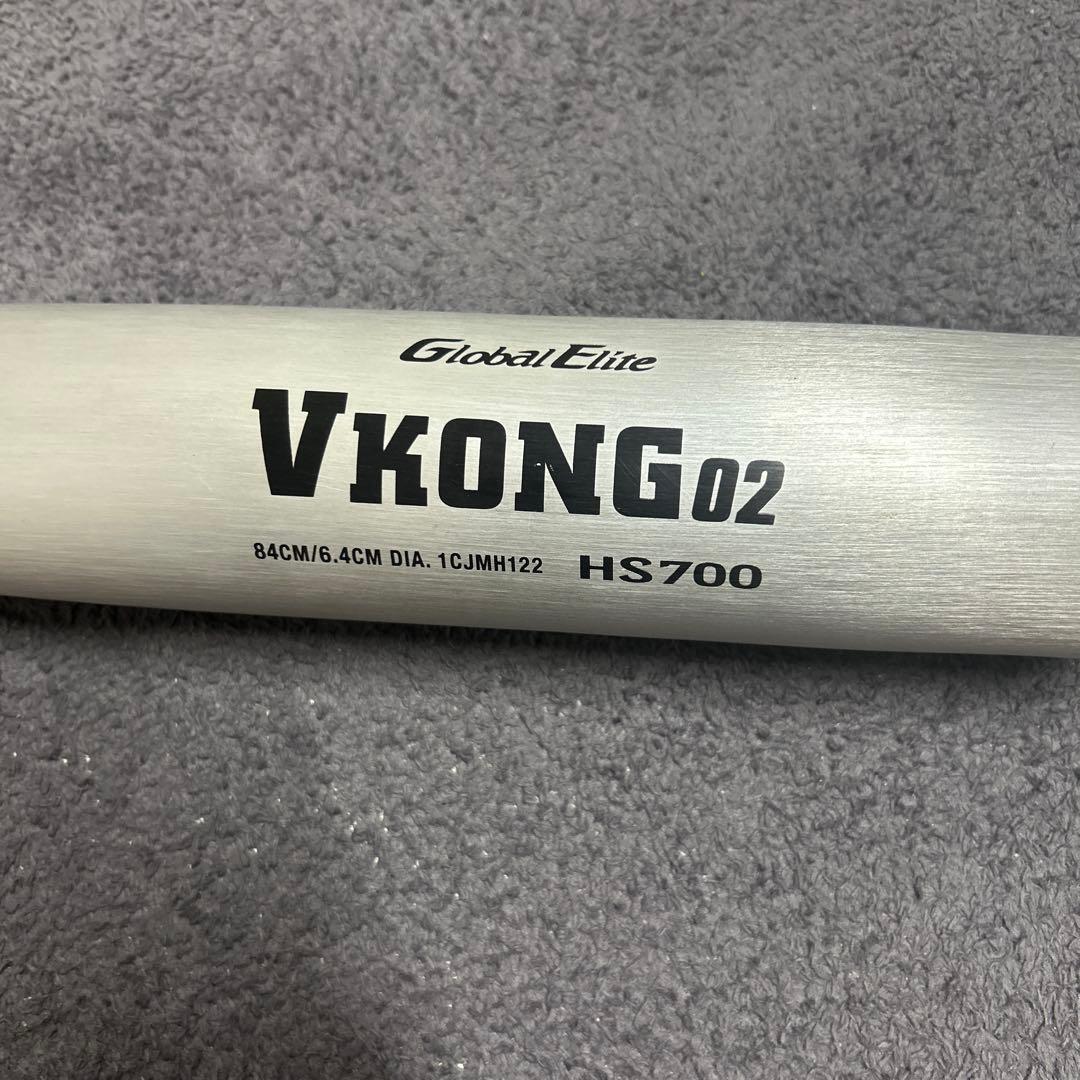 Global Elite
VKONG02
84CM/6.4CM DIA. 1CJMH122 HS700